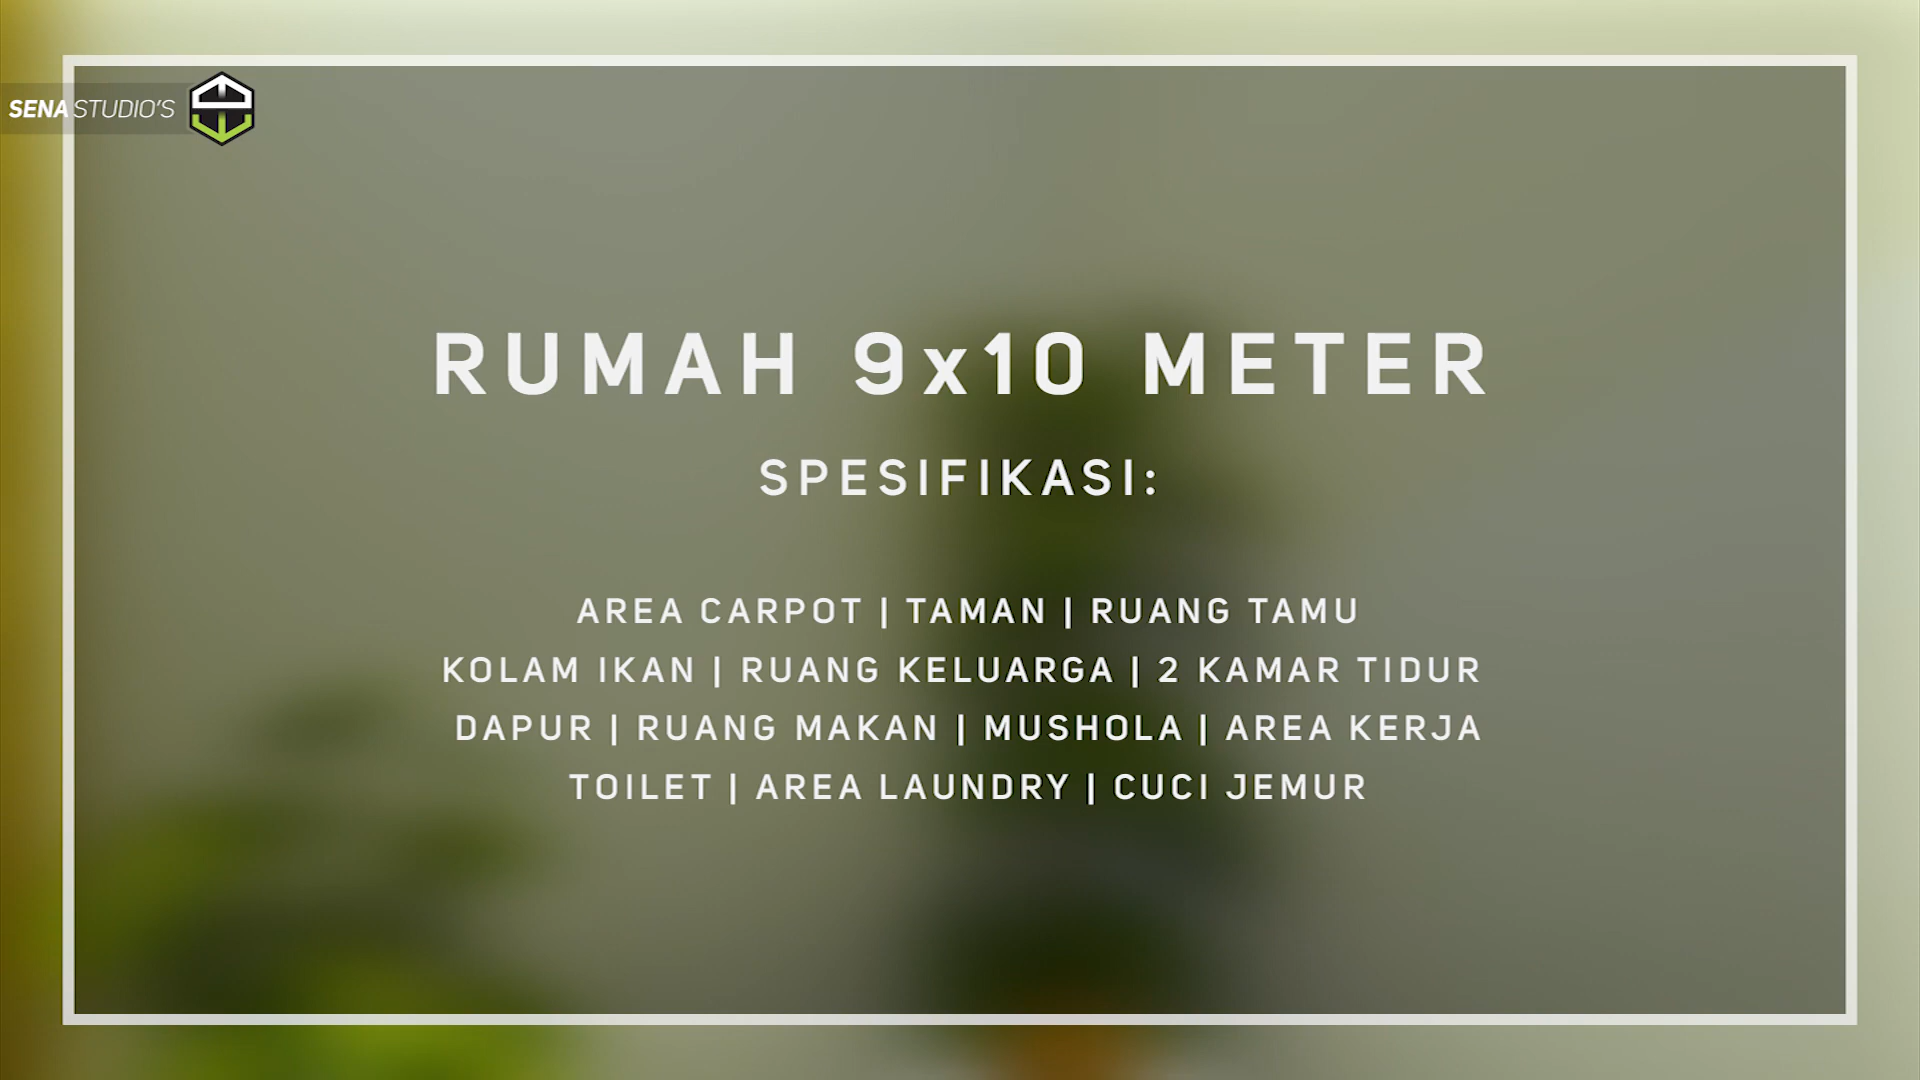 SENA STUDIO'S
RUMAH 9x10 METER
SPESIFIKASI:
AREA CARPOT | TAMAN | RUANG TAMU
KOLAM IKAN | RUANG KELUARGA | 2 KAMAR TIDUR
DAPUR | RUANG MAKAN | MUSHOLA | AREA KERJA
TOILET | AREA LAUNDRY | CUCI JEMUR